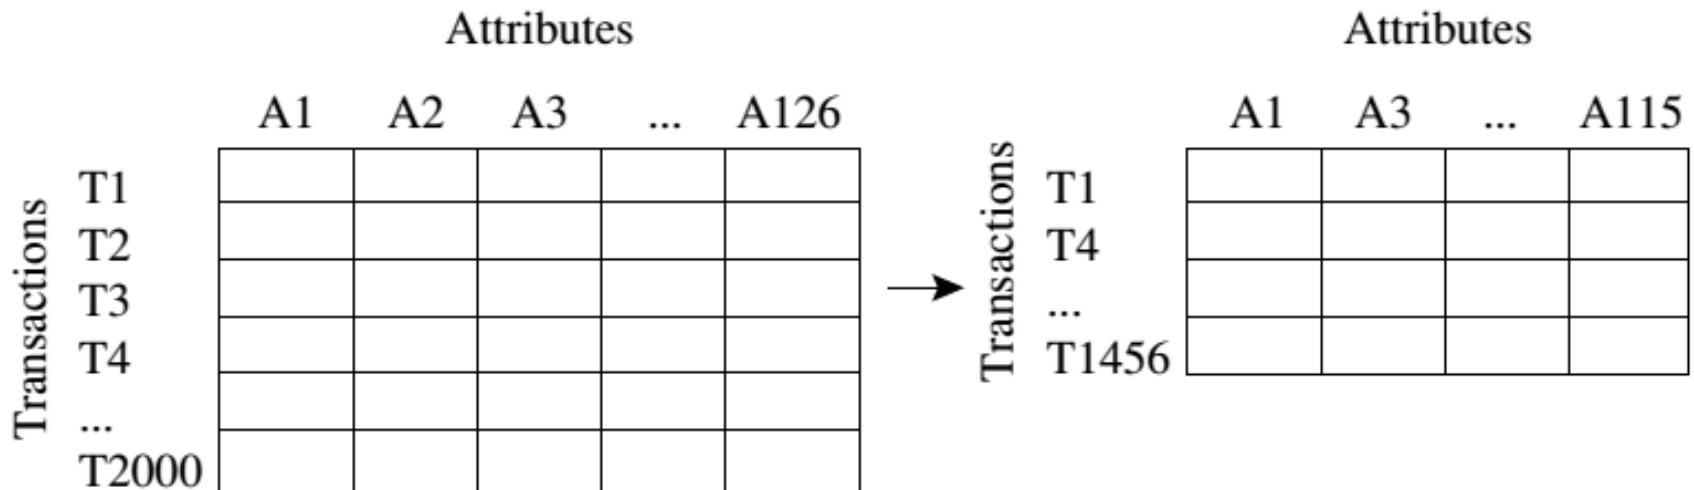 Attributes
A1 A2 A3 ... A126
Transactions
T1
T2
T3
T4
...
T2000
Attributes
A1 A3 ... A115
Transactions
T1
T4
...
T1456